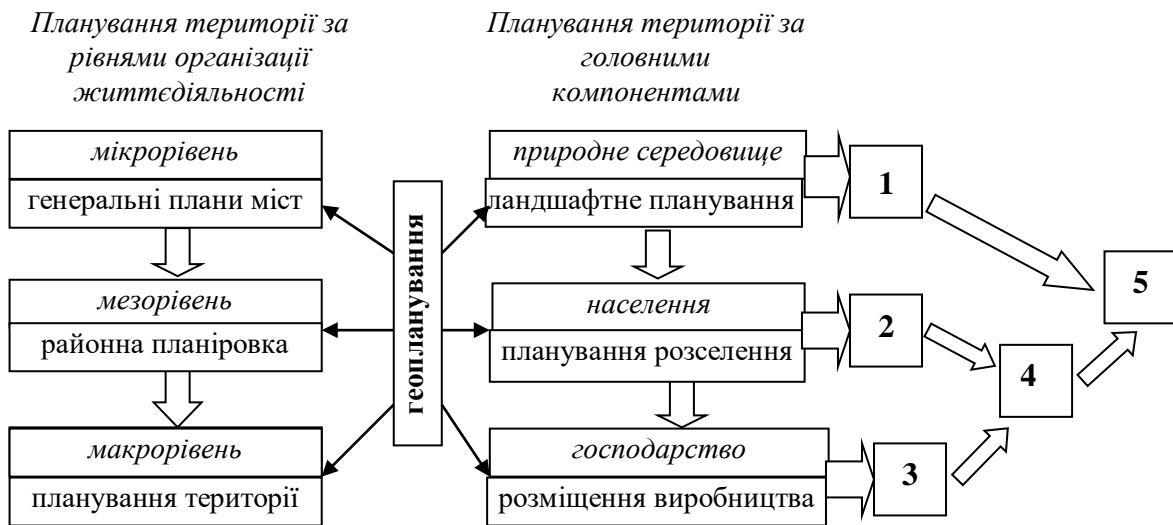 Планування території за
рівнями організації
життєдіяльності
Планування території за
головними
компонентами
мікрорівень
генеральні плани міст
мезорівень
районна планіровка
макрорівень
планування території
геопланування
природне середовище
ландшафтне планування
населення
планування розселення
господарство
розміщення виробництва
1
2
3
4
5